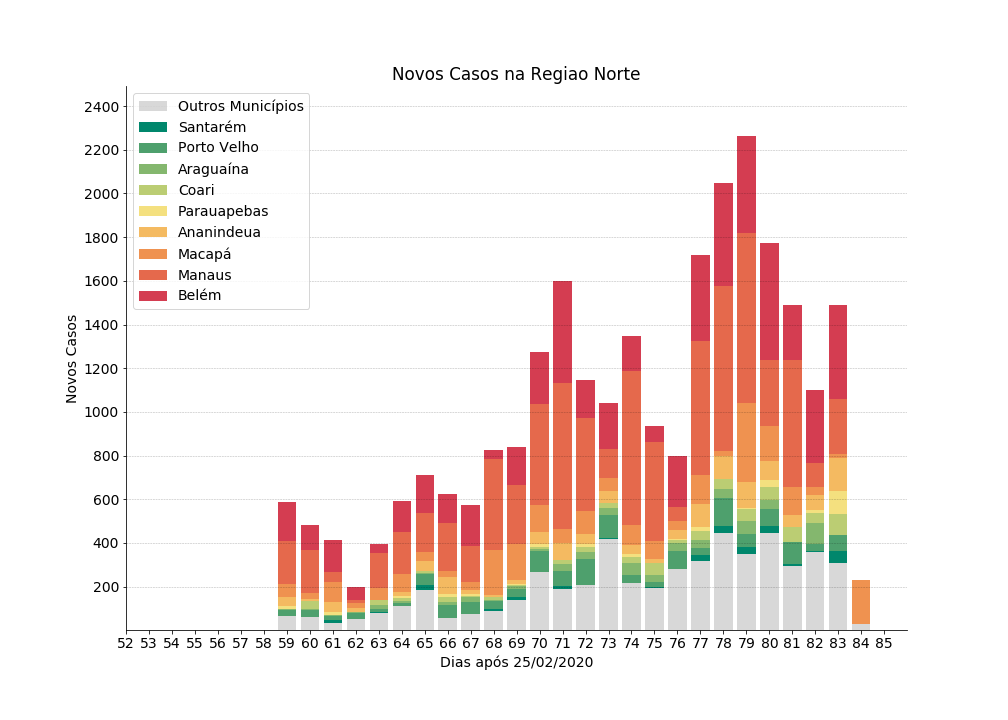 Novos Casos na Regiao Norte
2400
2200
2000
1800
1600
1400
1200
1000
800
600
400
200
Novos Casos
Outros Municípios
Santarém
Porto Velho
Araguaína
Coari
Parauapebas
Ananindeua
Macapá
Manaus
Belém
52 53 54 55 56 57 58 59 60 61 62 63 64 65 66 67 68 69 70 71 72 73 74 75 76 77 78 79 80 81 82 83 84 85
Dias após 25/02/2020